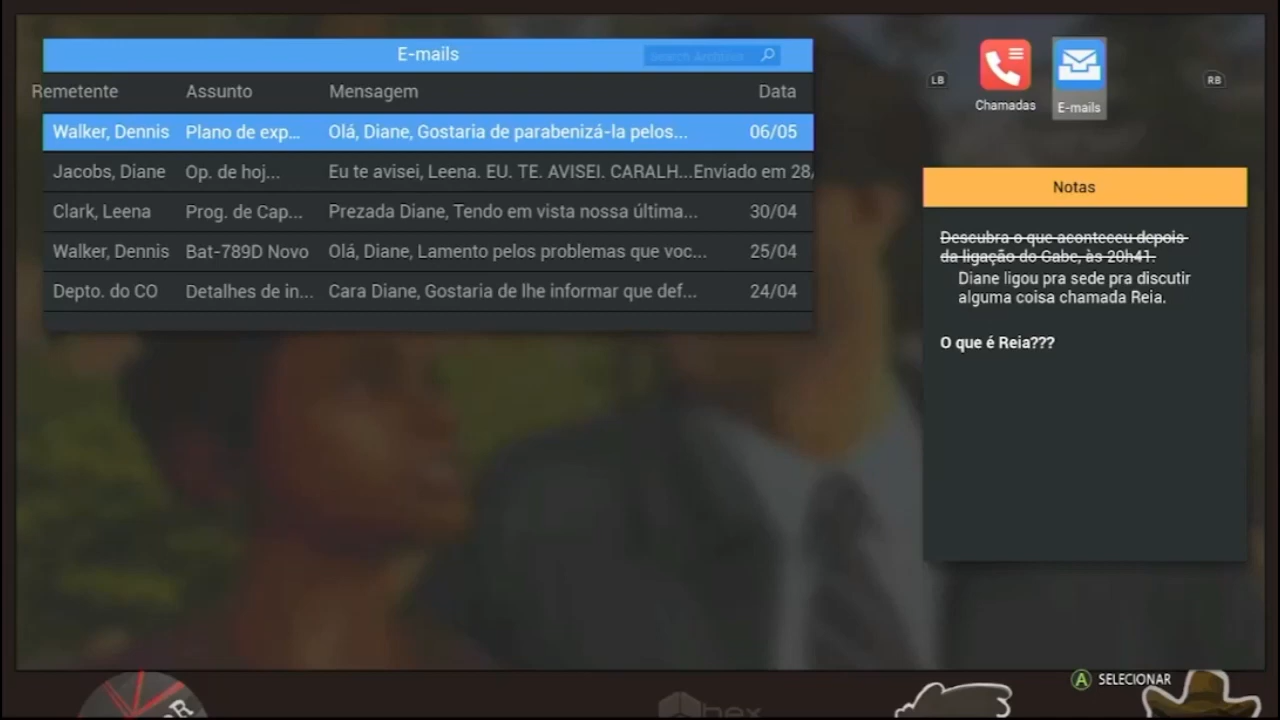 E-mails
search Archives
Remetente Assunto Mensagem Data
Walker, Dennis Plano de exp... Olá, Diane, Gostaria de parabenizá-la pelos... 06/05
Jacobs, Diane Op. de hoj... Eu te avisei, Leena. EU. TE. AVISEI. CARALH...Enviado em 28/
Clark, Leena Prog. de Cap... Prezada Diane, Tendo em vista nossa última... 30/04
Walker, Dennis Bat-789D Novo Olá, Diane, Lamento pelos problemas que voc... 25/04
Depto. do CO Detalhes de in... Cara Diane, Gostaria de lhe informar que def... 24/04
LB
Chamadas
E-mails
RB
Notas
Descubra o que aconteceu depois
da ligação do Gabe, às 20h41.
Diane ligou pra sede pra discutir
alguma coisa chamada Reia.
O que é Reia???
A SELECIONAR
hex